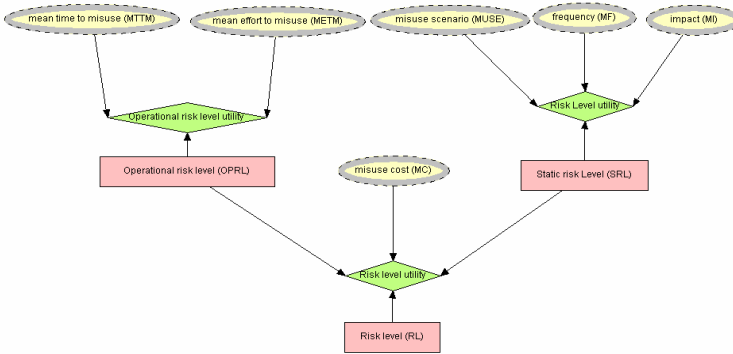 mean time to misuse (MTTM)
mean effort to misuse (METM)
misuse scenario (MUSE)
frequency (MF)
impact (MI)
Operational risk level utility
Risk Level utility
Operational risk level (OPRL)
misuse cost (MC)
Static risk Level (SRL)
Risk level utility
Risk level (RL)